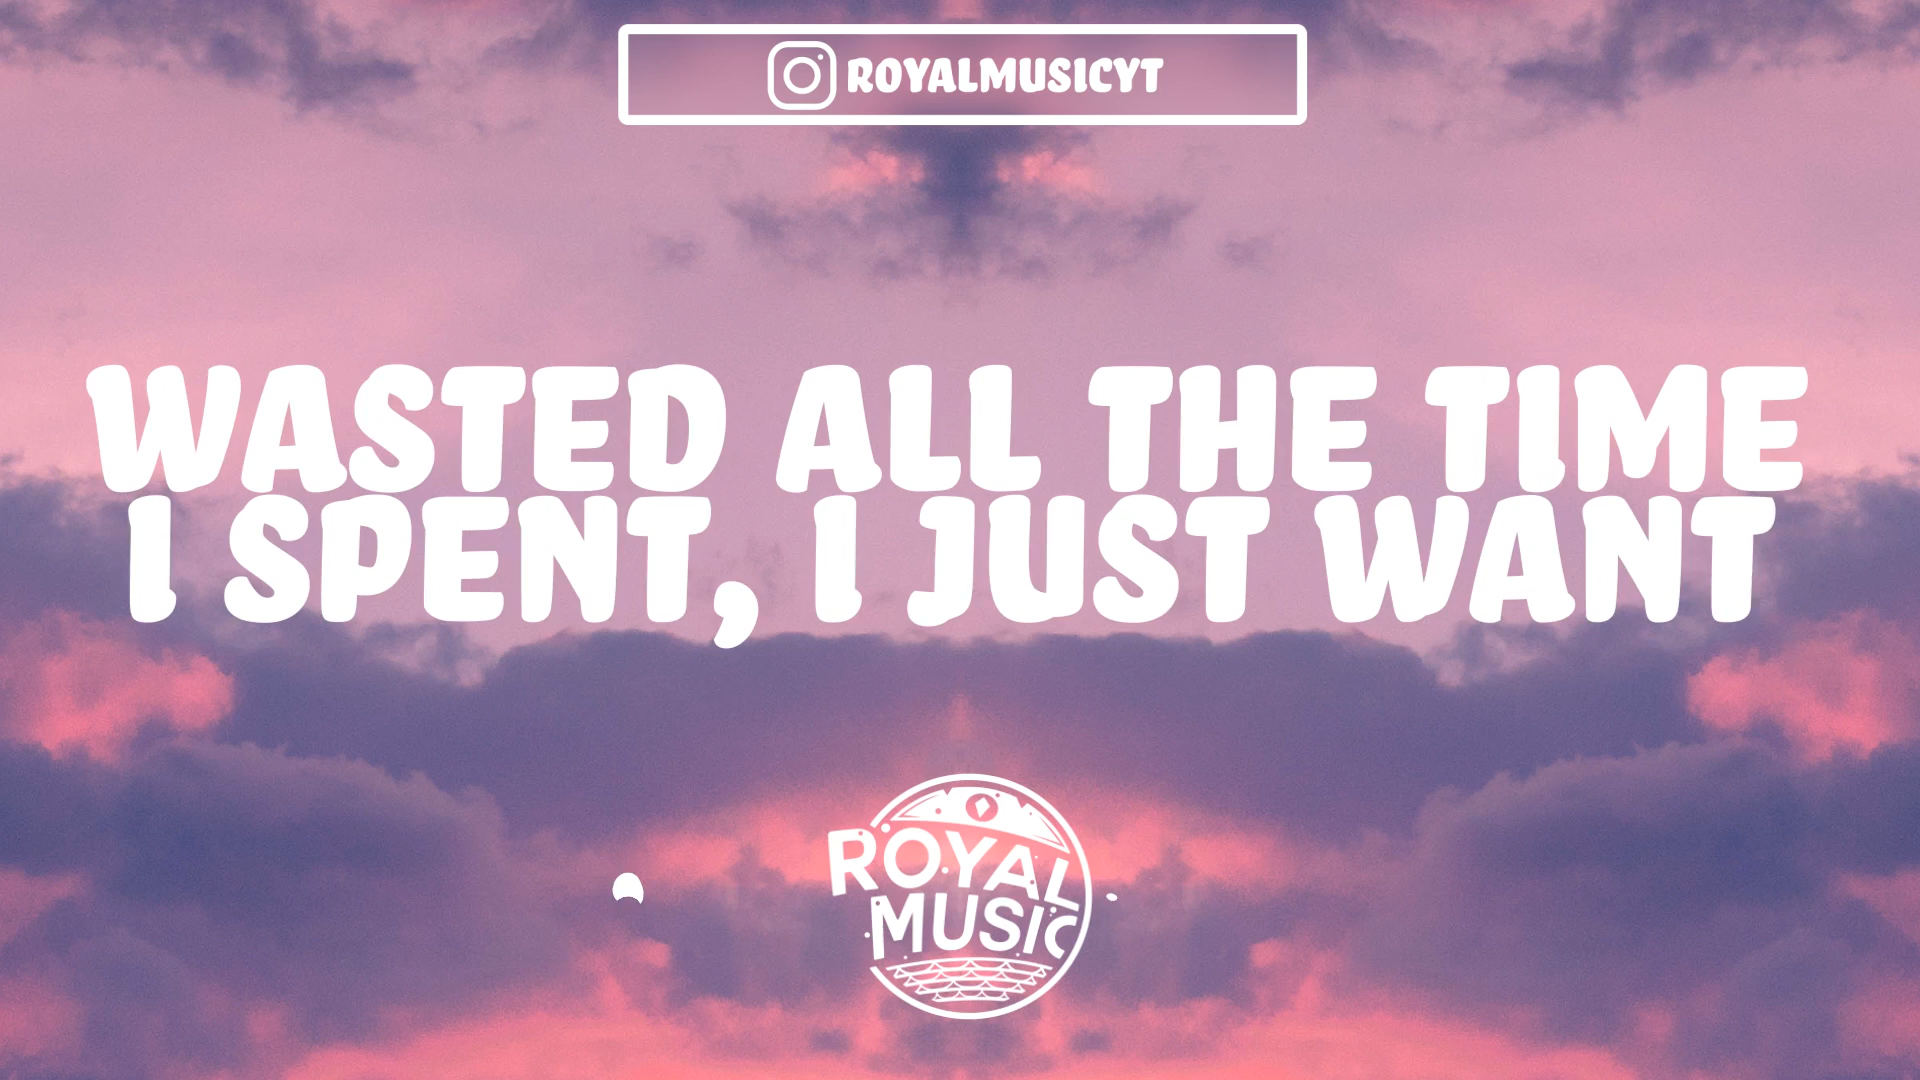 ROYALMUSICYT
WASTED ALL THE TIME
I SPENT, I JUST WANT
ROYAL
MUSIC